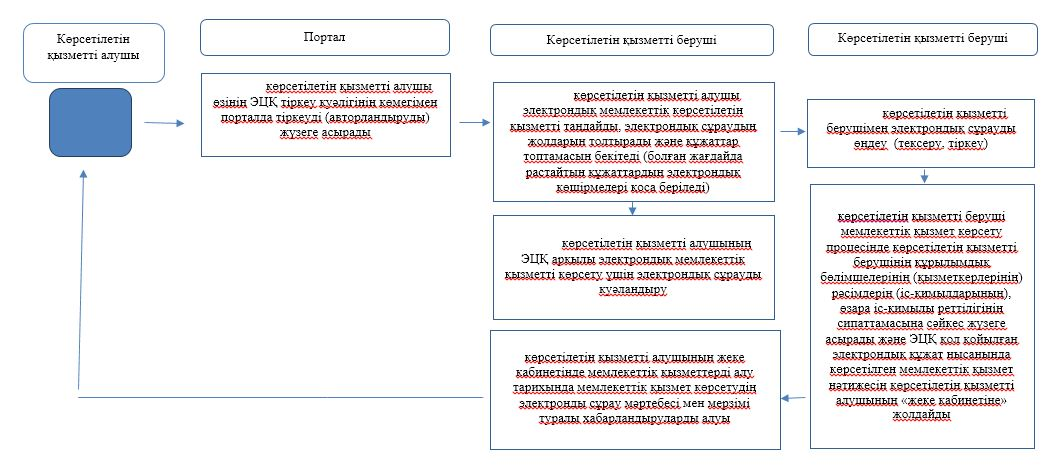 Көрсетілетін
қызметті алушы
Портал
Көрсетілетін қызметті беруші
Көрсетілетін қызметті беруші
көрсетілетін қызметті алушы
өзінің ЭЦҚ тіркеу куәлігінің көмегімен
порталда тіркеуді (авторландыруды)
жүзеге асырады
көрсетілетін қызметті алушы
электрондық мемлекеттік көрсетілетін
қызметті таңдайды, электрондық сұраудың
жолдарын толтырады және құжаттар
топтамасын бекітеді (болған жағдайда
растайтын құжаттардың электрондық
көшірмелері қоса беріледі)
көрсетілетін қызметті
берушімен электрондық сұрауды
өңдеу (тексеру, тіркеу)
көрсетілетін қызметті алушының
ЭЦҚ арқылы электрондық мемлекеттік
қызметті көрсету үшін электрондық сұрауды
куәландыру
көрсетілетін қызметті беруші
мемлекеттік қызмет көрсету
процесінде көрсетілетін қызметті
берушінің құрылымдық
бөлімшелерінің (қызметкерлерінің)
рәсімдерін (іс-қимылдарының),
өзара іс-қимылы реттілігінің
сипаттамасына сәйкес жүзеге
асырады және ЭЦҚ қол қойылған
электрондық құжат нысанында
көрсетілген мемлекеттік қызмет
нәтижесін көрсетілетін қызметті
алушының «жеке кабинетіне»
жолдайды
көрсетілетін қызметті алушының жеке
кабинетінде мемлекеттік қызметтерді алу
тарихында мемлекеттік қызмет көрсетудің
электронды сұрау мәртебесі мен мерзімі
туралы хабарландыруларды алуы